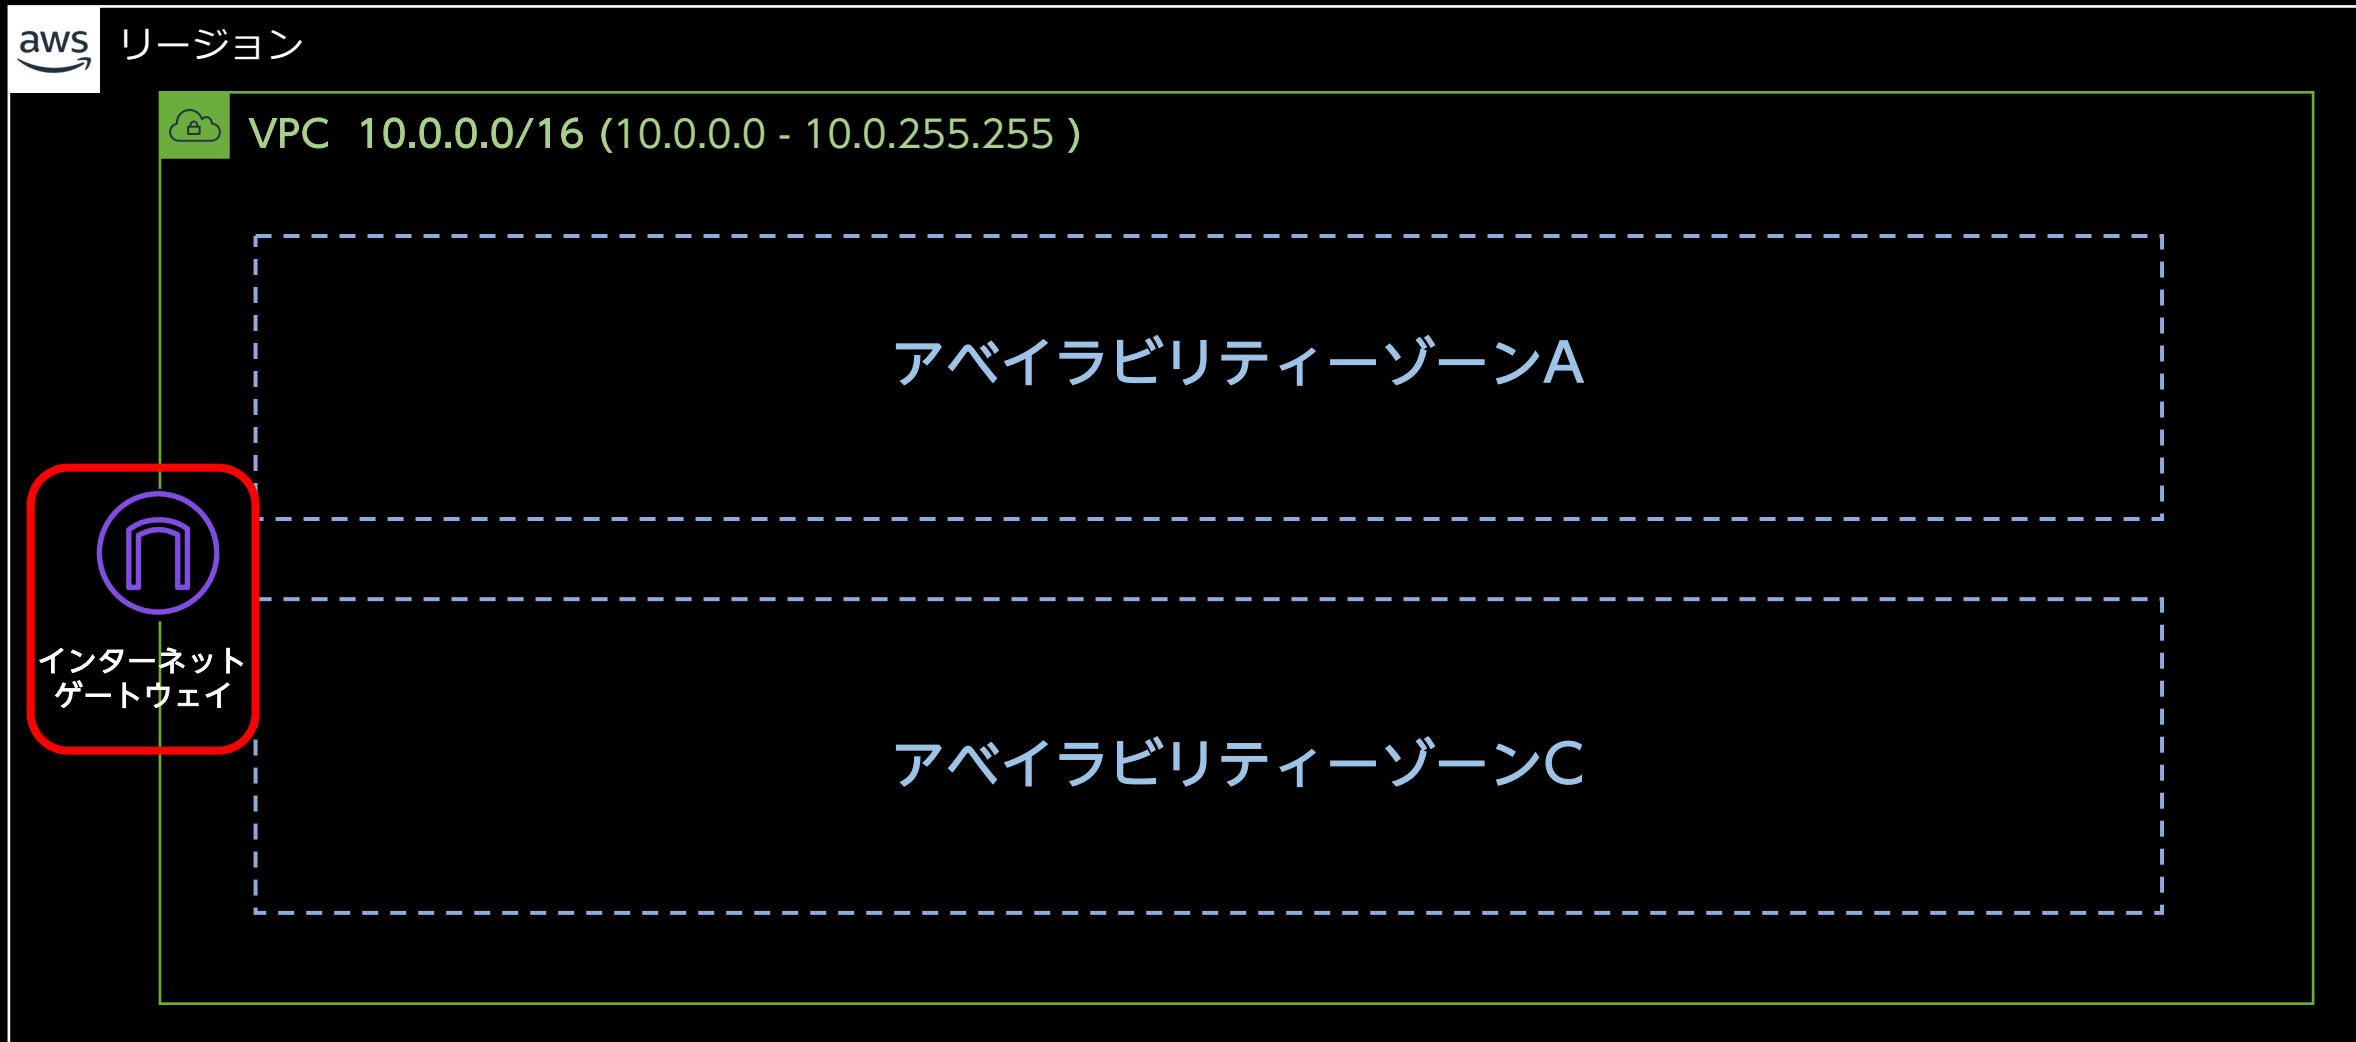 aws
リージョン
VPC 10.0.0.0/16 (10.0.0.0 - 10.0.255.255 )
アベイラビリティーゾーンA
インターネット
ゲートウェイ
アベイラビリティーゾーンC